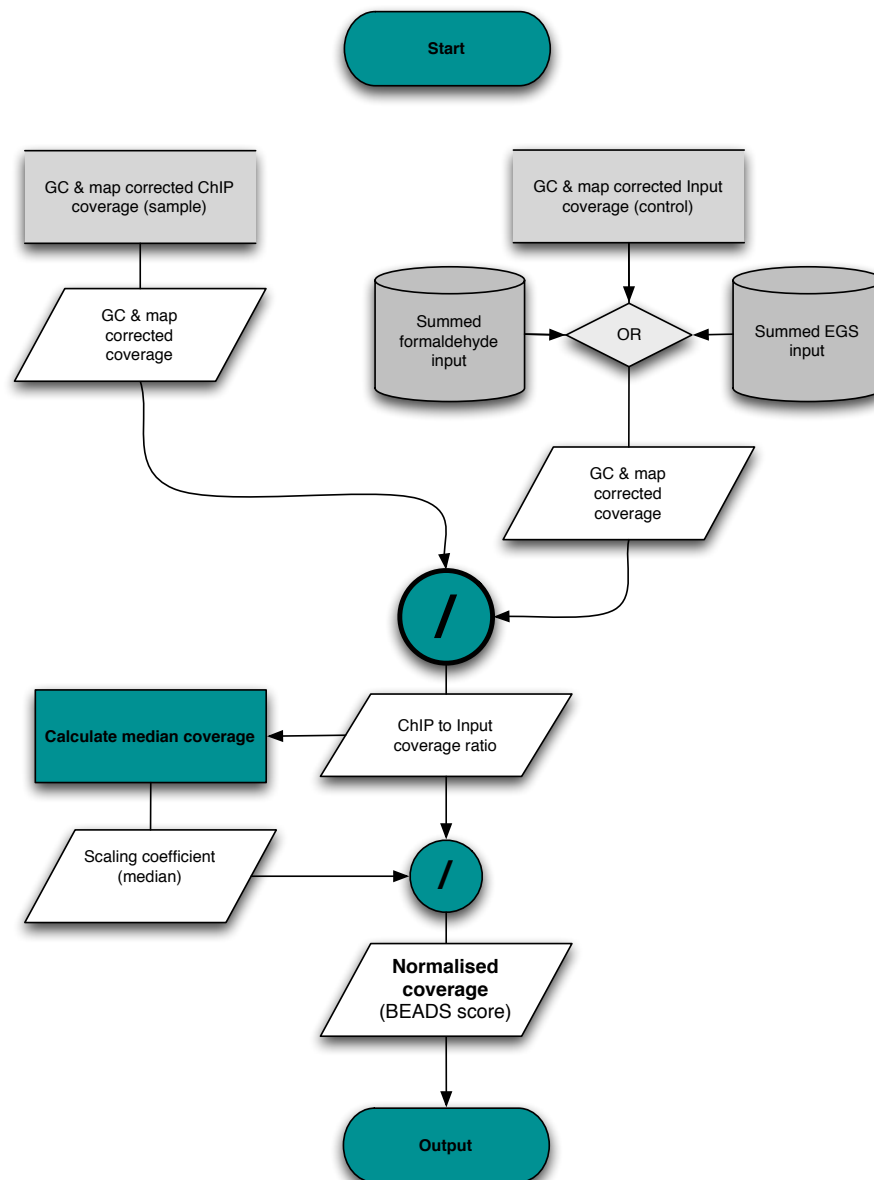 Start
GC & map corrected ChIP
coverage (sample)
GC & map corrected Input
coverage (control)
GC & map
corrected
coverage
Summed
formaldehyde
input
OR
Summed EGS
input
GC & map
corrected
coverage
/
Calculate median coverage
ChIP to Input
coverage ratio
Scaling coefficient
(median)
/
Normalised
coverage
(BEADS score)
Output